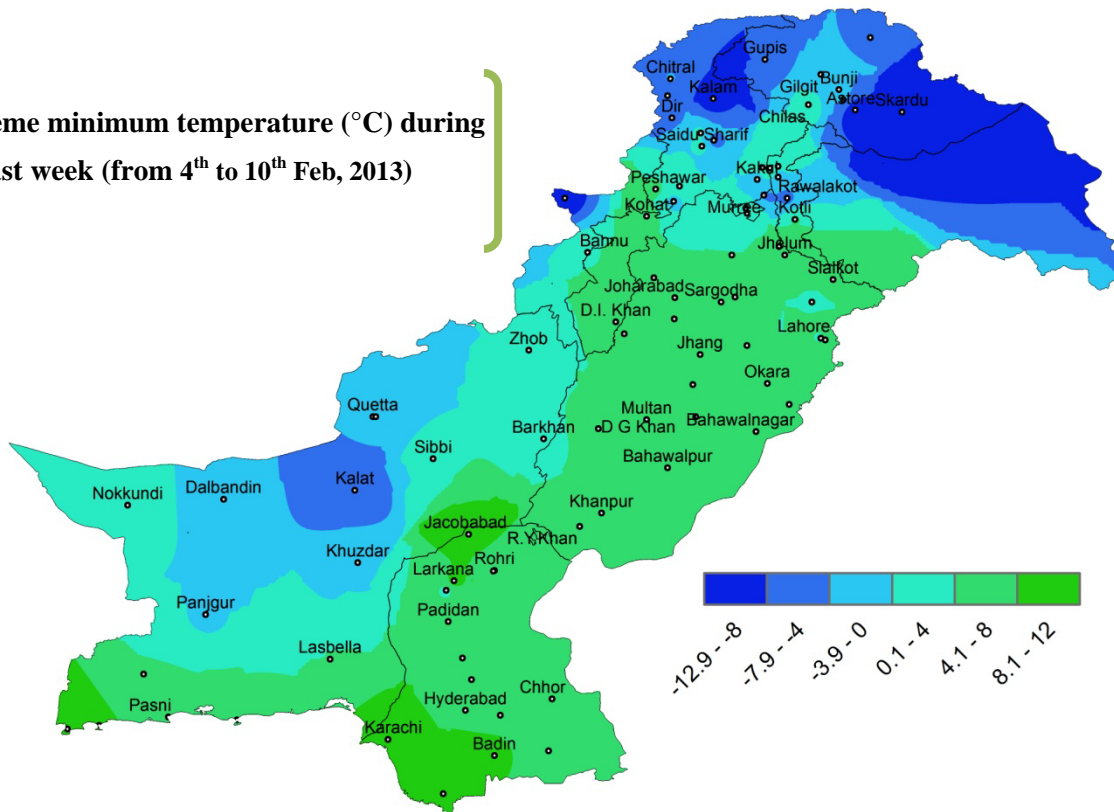 eme minimum temperature (°C) during
ast week (from 4th to 10th Feb, 2013)
Gupis
Chitral
Bunji
Kalam
Gilgit
Astore
Skardu
Dir
Chilas
Saidu Sharif
Kakul
Peshawar
Rawalakot
Kohat
Murree
Kotli
Bannu
Jhelum
Sialkot
Joharabad
Sargodha
D.I. Khan
Lahore
Zhob
Jhang
Okara
Quetta
Multan
Bahawalnagar
Barkhan
D G Khan
Sibbi
Bahawalpur
Kalat
Nokkundi
Dalbandin
Khanpur
Jacobabad
R.Y.Khan
Khuzdar
Rohri
Larkana
Panjgur
Padidan
Lasbella
Chhor
Pasni
Hyderabad
Karachi
Badin
-12.9 - -8
-7.9 - -4
-3.9 - 0
0.1 - 4
4.1 - 8
8.1 - 12